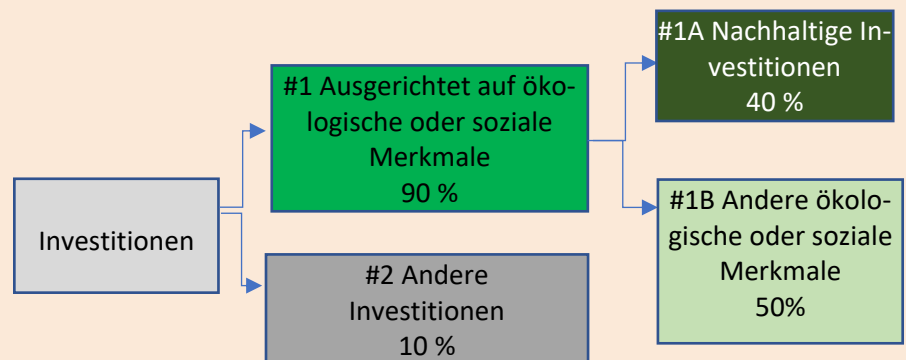 #1A Nachhaltige In-
vestitionen
40 %
#1 Ausgerichtet auf öko-
logische oder soziale
Merkmale
90 %
#1B Andere ökolo-
gische oder soziale
Merkmale
50%
Investitionen
#2 Andere
Investitionen
10 %